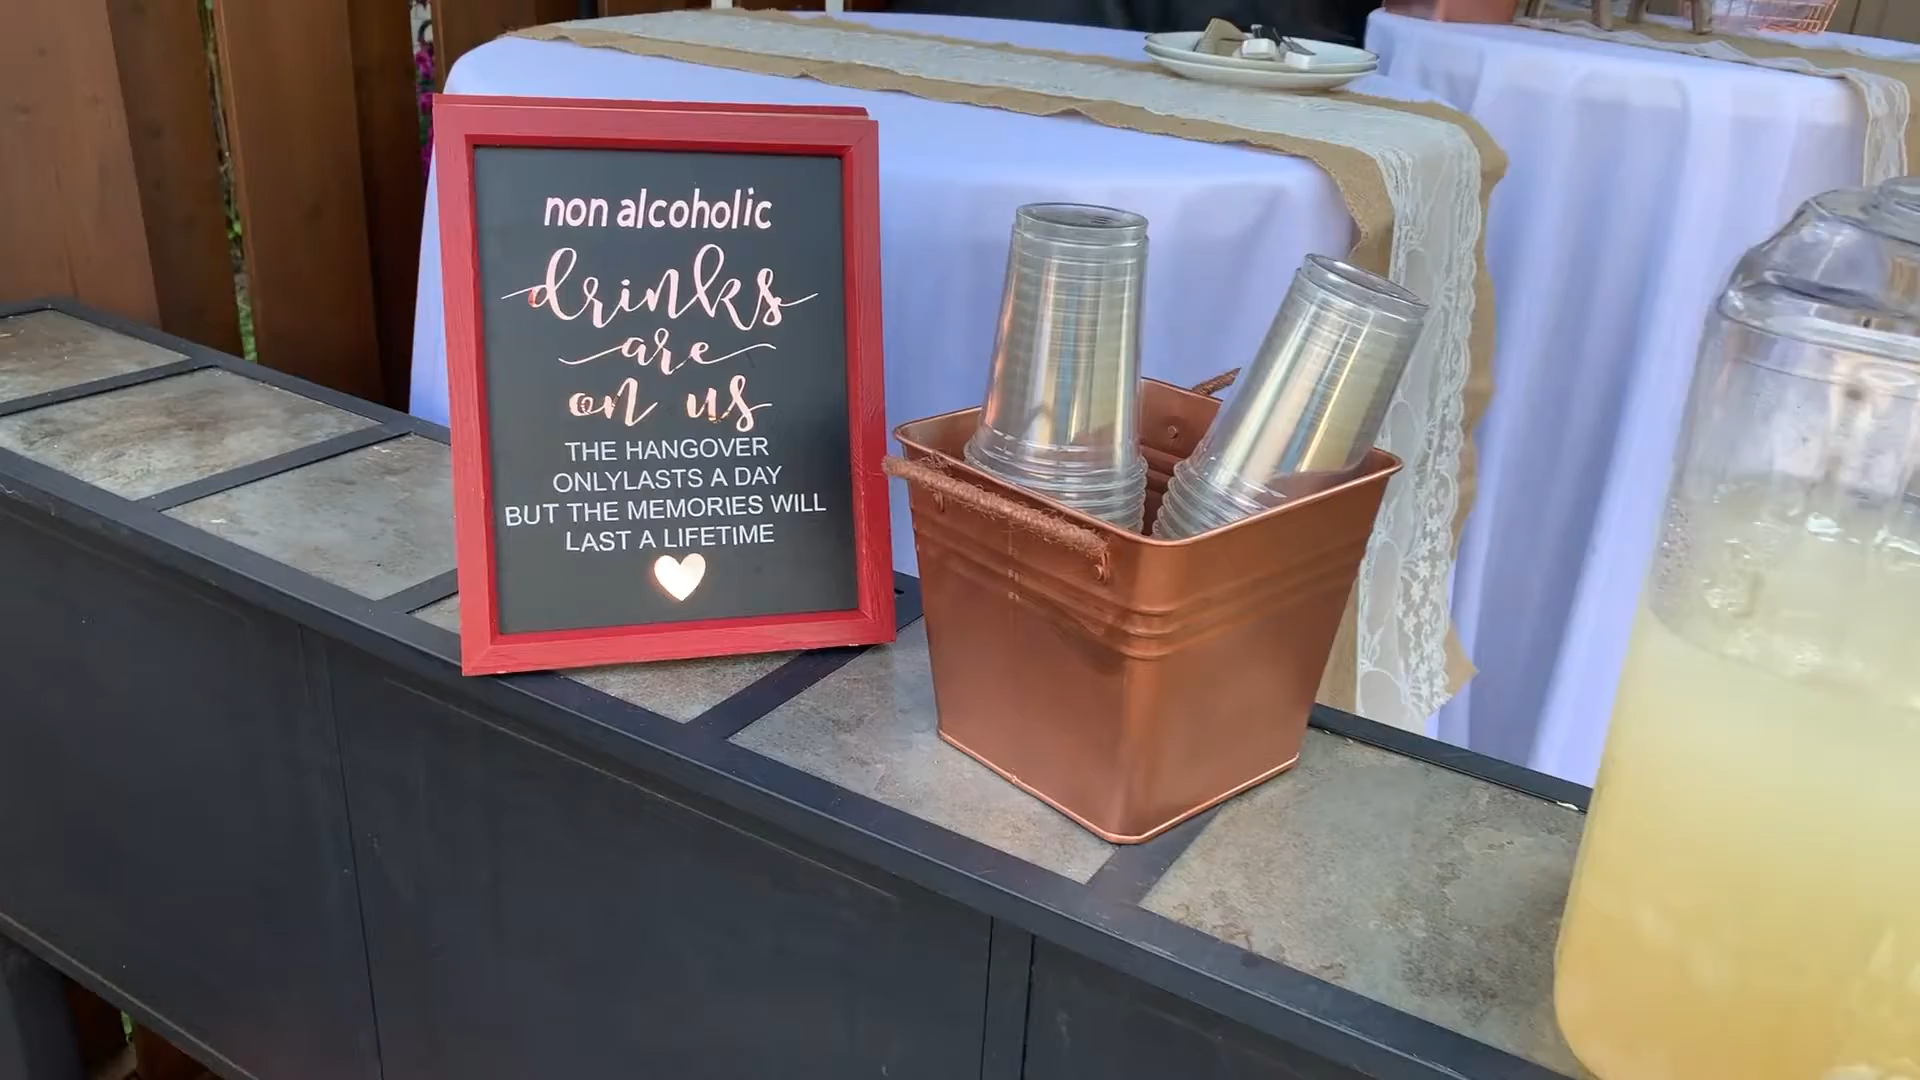 non alcoholic
drinks
are
on us
THE HANGOVER
ONLYLASTS A DAY
BUT THE MEMORIES WILL
LAST A LIFETIME